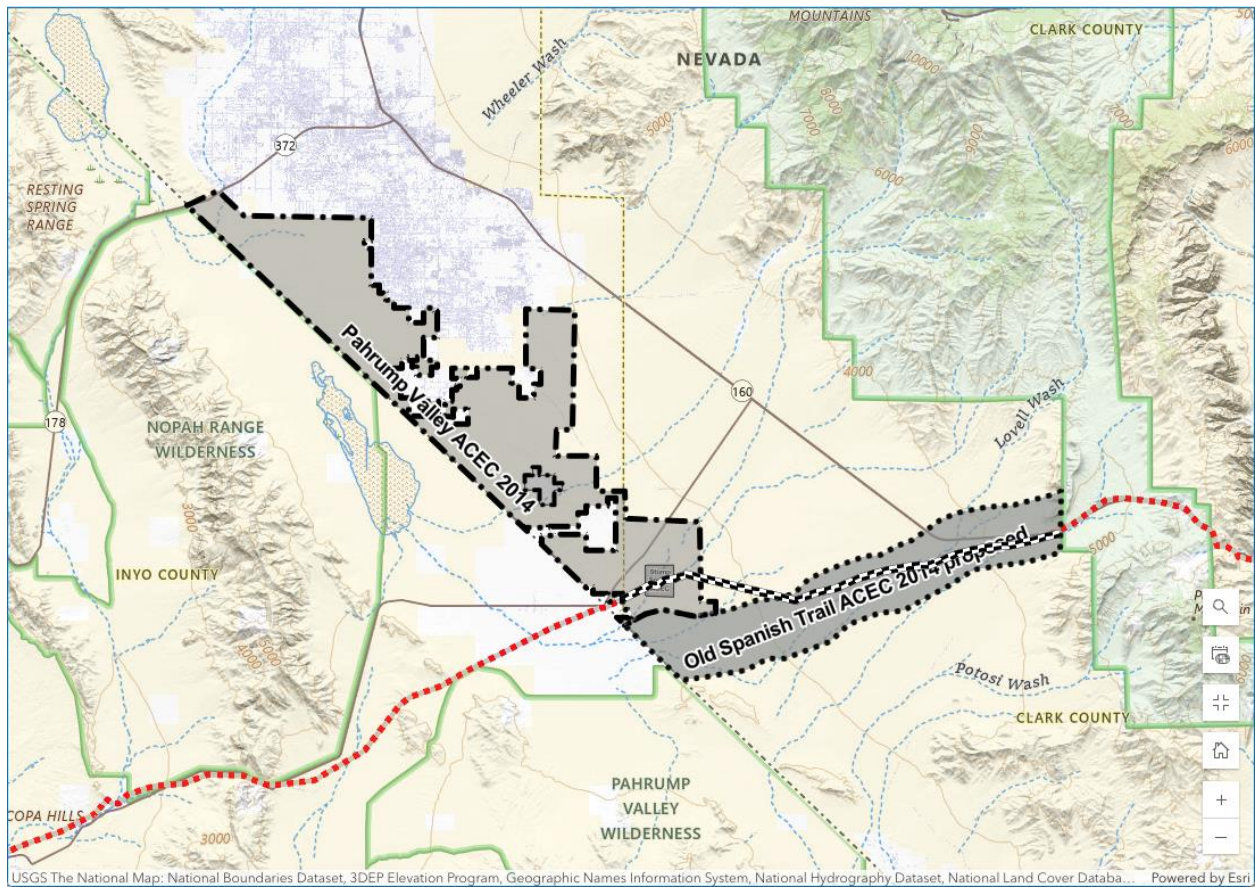 MOUNTAINS
CLARK COUNTY
NEVADA
Wheeler Wash
5000
10000
8000
7000
9000
7000
6000
6000
372
RESTING
SPRING
RANGE
Pahrump Valley ACEC 2014
160
4000
Lovell Wash
178
NOPAH RANGE
WILDERNESS
3000
INYO COUNTY
5000
Old Spanish Trail ACEC 2014 proposed
Stump
ACEC
5000
4000
Potosi Wash
CLARK COUNTY
PAHRUMP
VALLEY
WILDERNESS
COPA HILLS
3000
USGS The National Map: National Boundaries Dataset, 3DEP Elevation Program, Geographic Names Information System, National Hydrography Dataset, National Land Cover Databa... Powered by Esri